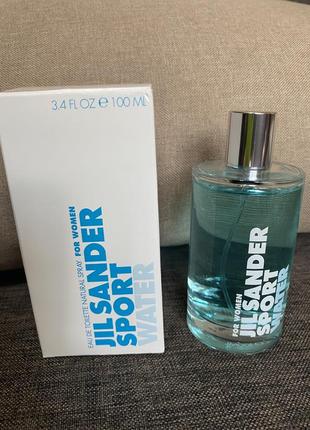 3.4 FL OZ e 100 ML
EAU DE TOILETTE NATURAL SPRAY FOR WOMEN
JIL SANDER
SPORT
WATER
FOR WOMEN
JIL SANDER
SPORT
WATER